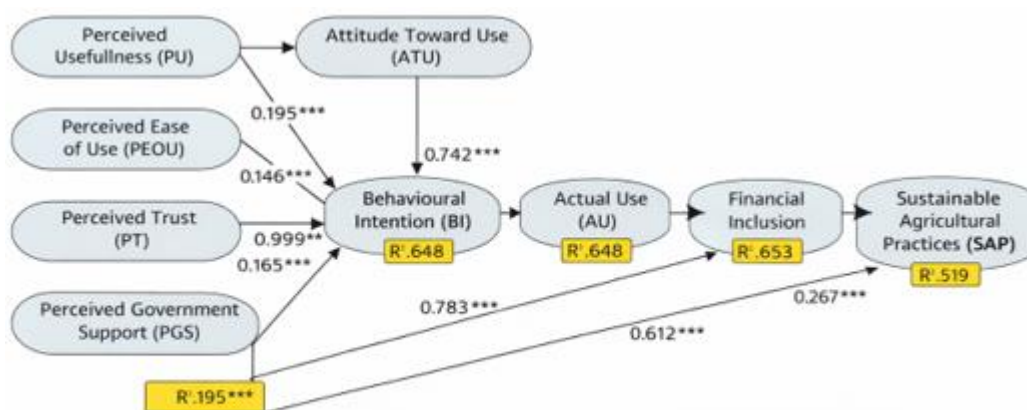 Perceived
Usefullness (PU)
Attitude Toward Use
(ATU)
0.195***
Perceived Ease
of Use (PEOU)
0.146***
0.742***
Perceived Trust
(PT)
0.999**
0.165***
Behavioural
Intention (BI)
R².648
Actual Use
(AU)
R².648
Financial
Inclusion
R².653
Sustainable
Agricultural
Practices (SAP)
R².519
Perceived Government
Support (PGS)
0.783***
0.267***
0.612***
R².195***